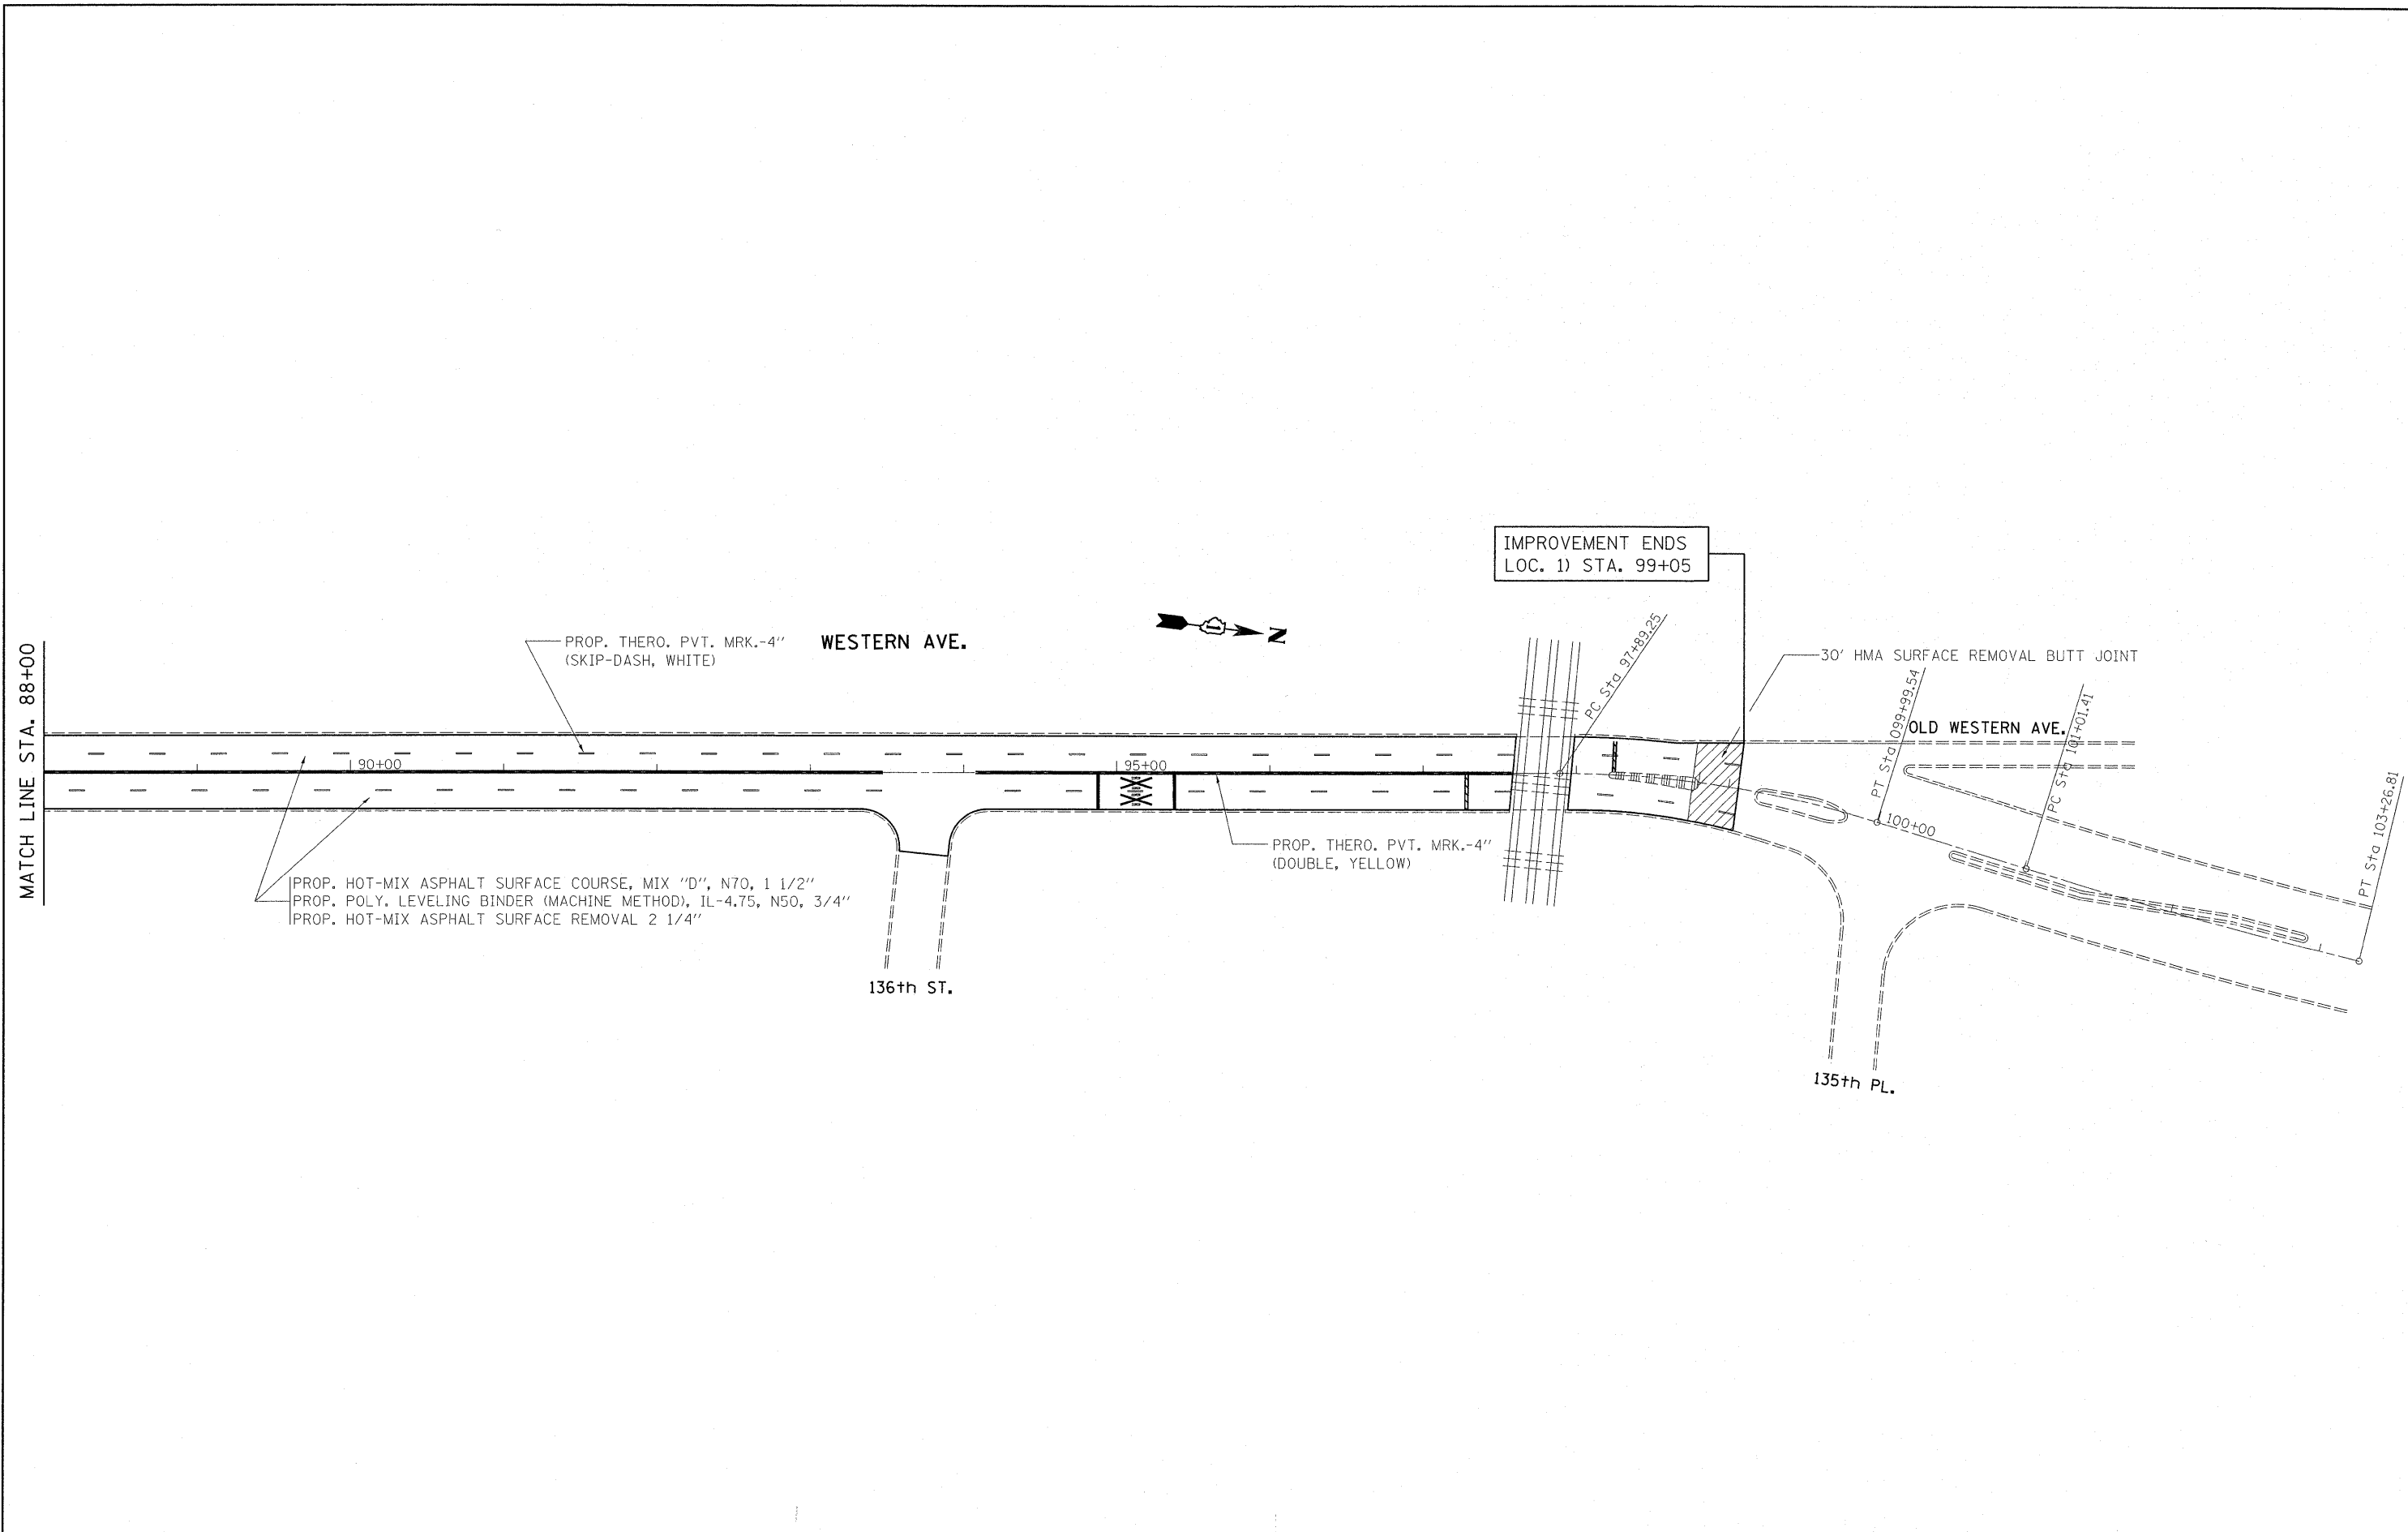 IMPROVEMENT ENDS
LOC. 1) STA. 99+05
MATCH LINE STA. 88+00
PROP. THERO. PVT. MRK.-4"
(SKIP-DASH, WHITE)
WESTERN AVE.
N
PC Sta 97+89.25
30' HMA SURFACE REMOVAL BUTT JOINT
PT Sta 099+99.54
PC Sta 101+01.41
OLD WESTERN AVE.
90+00
95+00
100+00
PT Sta 103+26.81
PROP. THERO. PVT. MRK.-4"
(DOUBLE, YELLOW)
PROP. HOT-MIX ASPHALT SURFACE COURSE, MIX "D", N70, 1 1/2"
PROP. POLY. LEVELING BINDER (MACHINE METHOD), IL-4.75, N50, 3/4"
PROP. HOT-MIX ASPHALT SURFACE REMOVAL 2 1/4"
136th ST.
135th PL.